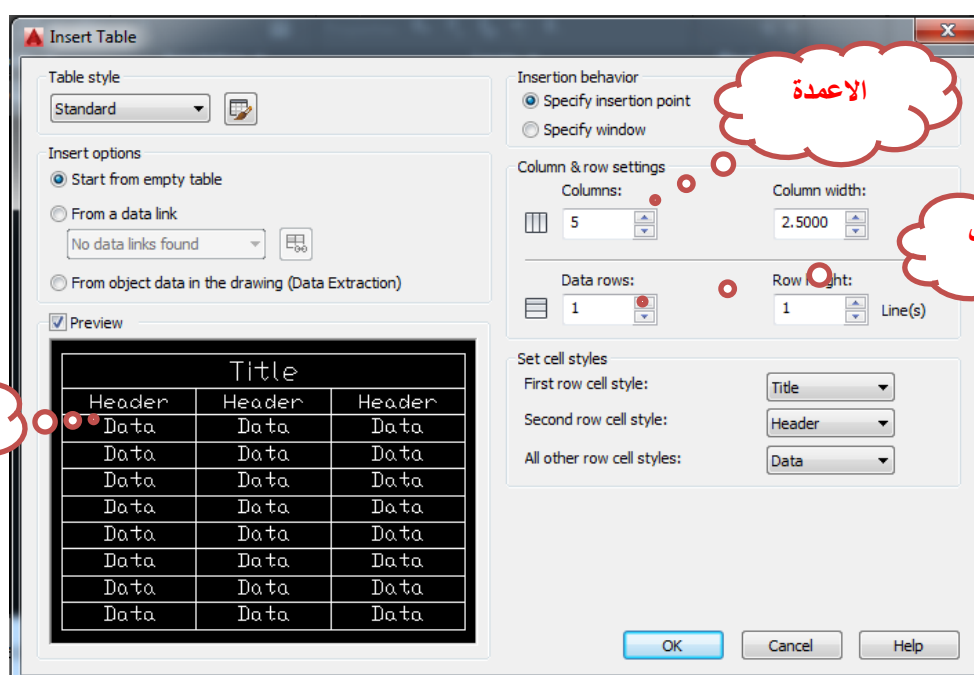 Insert Table
Table style
Standard
Insert options
Start from empty table
From a data link
No data links found
From object data in the drawing (Data Extraction)
Preview
Title
Header Header Header
Data Data Data
Data Data Data
Data Data Data
Data Data Data
Data Data Data
Data Data Data
Data Data Data
Data Data Data
Insertion behavior
Specify insertion point
Specify window
الاعمدة
Column & row settings
Columns: Column width:
5 2.5000
Data rows: Row height:
1 1 Line(s)
Set cell styles
First row cell style: Title
Second row cell style: Header
All other row cell styles: Data
OK Cancel Help